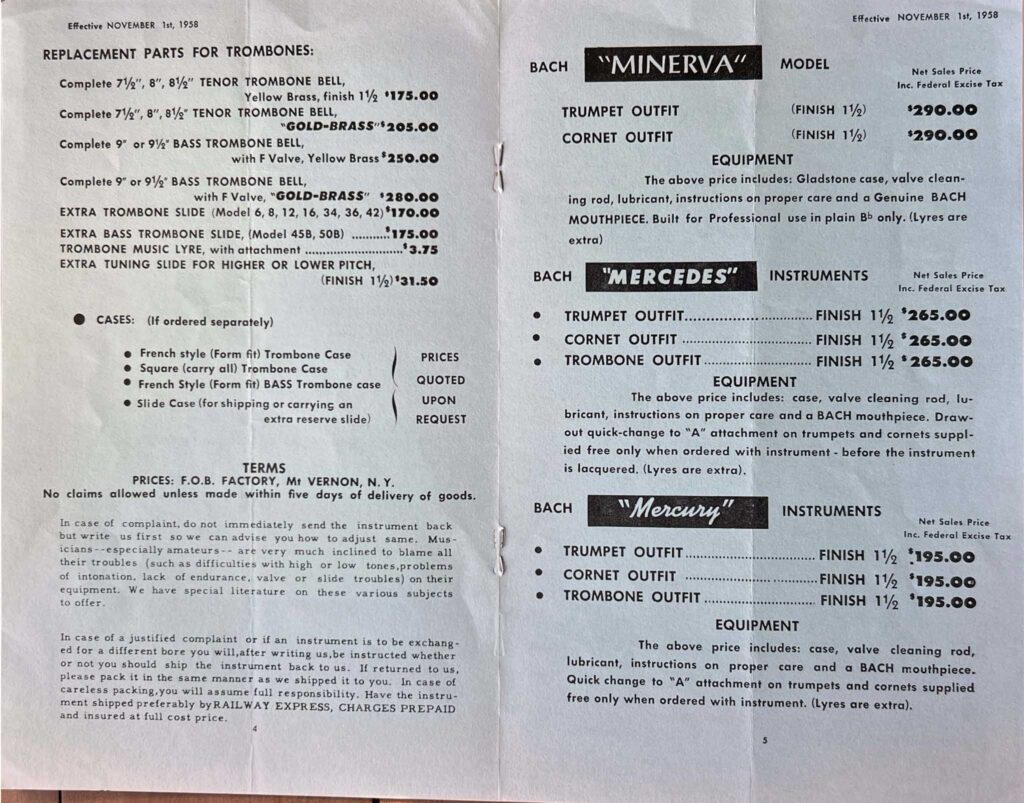 Effective NOVEMBER 1st, 1958
REPLACEMENT PARTS FOR TROMBONES:
Complete 7½", 8", 8½" TENOR TROMBONE BELL,
Yellow Brass, finish 1½ $175.00
Complete 7½", 8", 8½" TENOR TROMBONE BELL,
"GOLD-BRASS" $205.00
Complete 9" or 9½" BASS TROMBONE BELL,
with F Valve, Yellow Brass $250.00
Complete 9" or 9½" BASS TROMBONE BELL,
with F Valve, "GOLD-BRASS" $280.00
EXTRA TROMBONE SLIDE (Model 6, 8, 12, 16, 34, 36, 42) $170.00
EXTRA BASS TROMBONE SLIDE, (Model 45B, 50B) .......... $175.00
TROMBONE MUSIC LYRE, with attachment .......................... $3.75
EXTRA TUNING SLIDE FOR HIGHER OR LOWER PITCH,
(FINISH 1½) $31.50
● CASES: (If ordered separately)
● French style (Form fit) Trombone Case
● Square (carry all) Trombone Case
● French Style (Form fit) BASS Trombone case
● Slide Case (for shipping or carrying an
extra reserve slide)
PRICES
QUOTED
UPON
REQUEST
TERMS
PRICES: F.O.B. FACTORY, Mt VERNON, N.Y.
No claims allowed unless made within five days of delivery of goods.
In case of complaint, do not immediately send the instrument back
but write us first so we can advise you how to adjust same. Mus-
icians--especially amateurs-- are very much inclined to blame all
their troubles (such as difficulties with high or low tones,problems
of intonation, lack of endurance, valve or slide troubles) on their
equipment. We have special literature on these various subjects
to offer.
In case of a justified complaint or if an instrument is to be exchang-
ed for a different bore you will,after writing us,be instructed whether
or not you should ship the instrument back to us. If returned to us,
please pack it in the same manner as we shipped it to you. In case of
careless packing,you will assume full responsibility. Have the instru-
ment shipped preferably by RAILWAY EXPRESS, CHARGES PREPAID
and insured at full cost price.
4
Effective NOVEMBER 1st, 1958
BACH "MINERVA" MODEL
Net Sales Price
Inc. Federal Excise Tax
TRUMPET OUTFIT (FINISH 1½) $290.00
CORNET OUTFIT (FINISH 1½) $290.00
EQUIPMENT
The above price includes: Gladstone case, valve clean-
ing rod, lubricant, instructions on proper care and a Genuine BACH
MOUTHPIECE. Built for Professional use in plain Bb only. (Lyres are
extra)
BACH "MERCEDES" INSTRUMENTS
Net Sales Price
Inc. Federal Excise Tax
● TRUMPET OUTFIT............................... FINISH 1½ $265.00
● CORNET OUTFIT ............................... FINISH 1½ $265.00
● TROMBONE OUTFIT.......................... FINISH 1½ $265.00
EQUIPMENT
The above price includes: case, valve cleaning rod, lu-
bricant, instructions on proper care and a BACH mouthpiece. Draw-
out quick-change to "A" attachment on trumpets and cornets suppl-
ied free only when ordered with instrument - before the instrument
is lacquered. (Lyres are extra).
BACH "Mercury" INSTRUMENTS
Net Sales Price
Inc. Federal Excise Tax
● TRUMPET OUTFIT............................... FINISH 1½ $195.00
● CORNET OUTFIT ............................... FINISH 1½ $195.00
● TROMBONE OUTFIT.......................... FINISH 1½ $195.00
EQUIPMENT
The above price includes: case, valve cleaning rod,
lubricant, instructions on proper care and a BACH mouthpiece.
Quick change to "A" attachment on trumpets and cornets supplied
free only when ordered with instrument. (Lyres are extra).
5